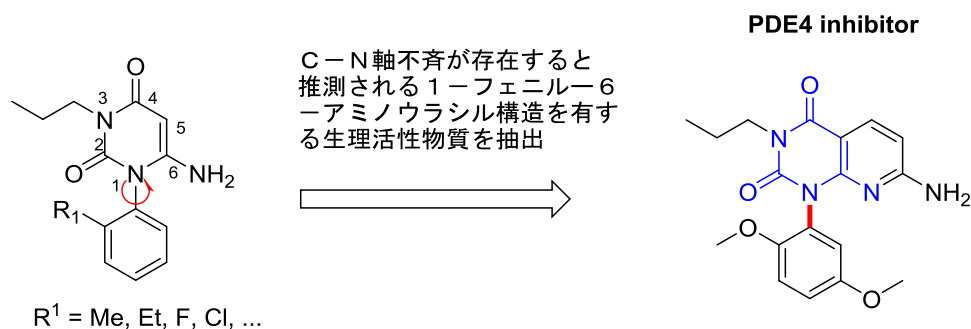 PDE4 inhibitor
Ｃ－Ｎ軸不斉が存在すると
推測される１－フェニル－６
－アミノウラシル構造を有す
る生理活性物質を抽出
O
4
N
3
5
2
O
N
1
6
NH2
R1
R1 = Me, Et, F, Cl, ...
O
N
O
N
N
NH2
O
O